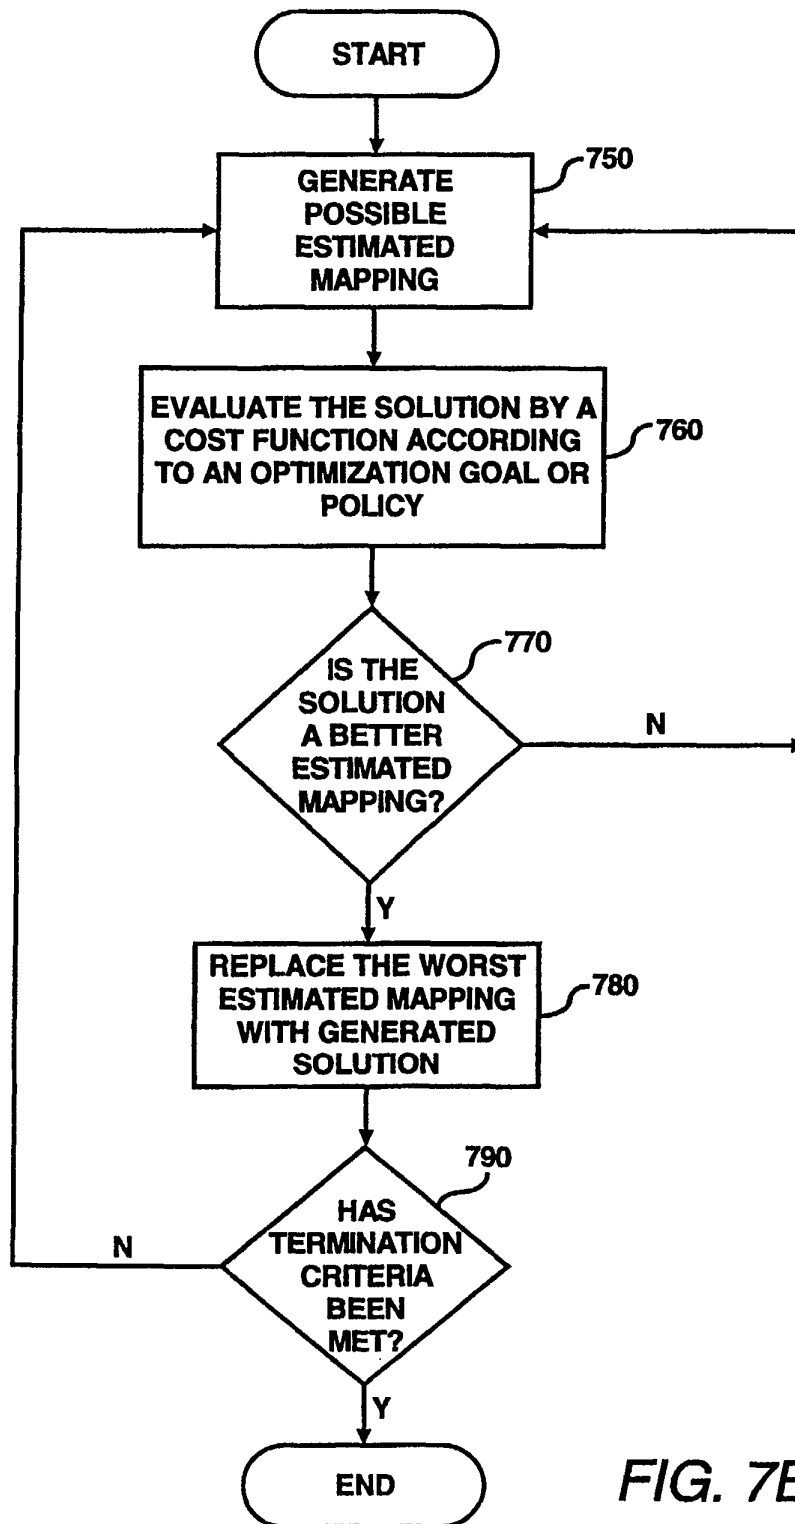 START
750
GENERATE
POSSIBLE
ESTIMATED
MAPPING
EVALUATE THE SOLUTION BY A
COST FUNCTION ACCORDING
TO AN OPTIMIZATION GOAL OR
POLICY
760
770
IS THE
SOLUTION
A BETTER
ESTIMATED
MAPPING?
N
Y
REPLACE THE WORST
ESTIMATED MAPPING
WITH GENERATED
SOLUTION
780
790
HAS
TERMINATION
CRITERIA
BEEN
MET?
N
Y
END
FIG.